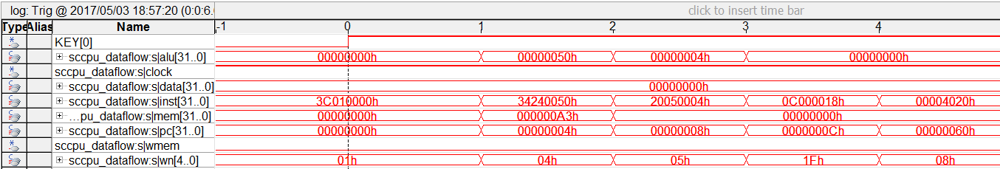 log: Trig @ 2017/05/03 18:57:20 (0:0:6. click to insert time bar
Type Alias Name -1 0 1 2 3 4
KEY[0]
sccpu_dataflow:s|alu[31..0] 00000000h 00000050h 00000004h 00000000h
sccpu_dataflow:s|clock
sccpu_dataflow:s|data[31..0] 00000000h
sccpu_dataflow:s|inst[31..0] 3C010000h 34240050h 20050004h 0C000018h 00004020h
...pu_dataflow:s|mem[31..0] 00000000h 000000A3h 00000000h
sccpu_dataflow:s|pc[31..0] 00000000h 00000004h 00000008h 0000000Ch 00000060h
sccpu_dataflow:s|wmem
sccpu_dataflow:s|wn[4..0] 01h 04h 05h 1Fh 08h